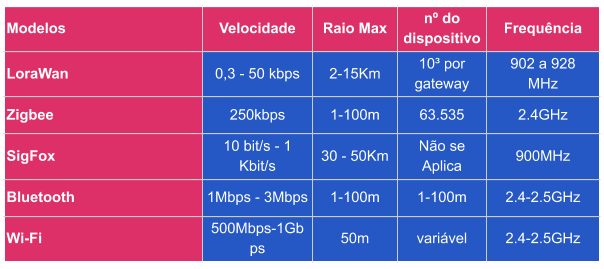 Modelos Velocidade Raio Max nº do dispositivo Frequência
LoraWan 0,3 - 50 kbps 2-15Km 10³ por gateway 902 a 928 MHz
Zigbee 250kbps 1-100m 63.535 2.4GHz
SigFox 10 bit/s - 1 Kbit/s 30 - 50Km Não se Aplica 900MHz
Bluetooth 1Mbps - 3Mbps 1-100m 1-100m 2.4-2.5GHz
Wi-Fi 500Mbps-1Gb ps 50m variável 2.4-2.5GHz